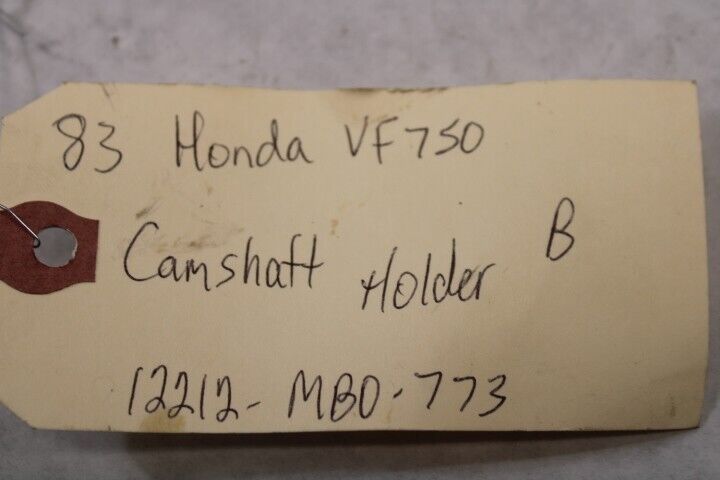 83 Honda VF750
Camshaft Holder B
12212-MB0-773